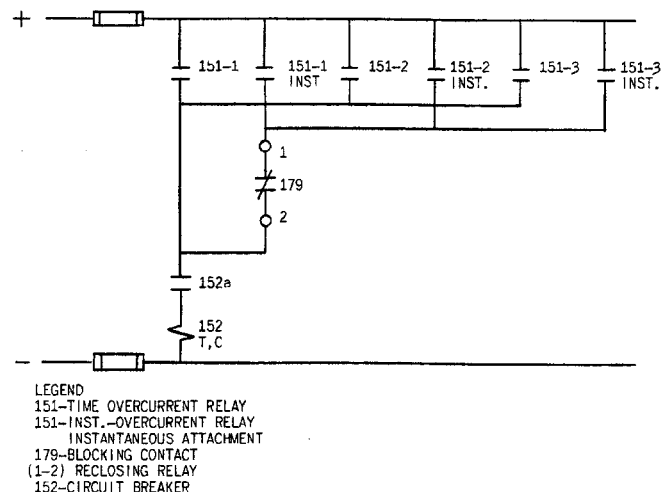 +
151-1
151-1
INST
151-2
151-2
INST.
151-3
151-3
INST.
1
179
2
152a
152
T,C
-
LEGEND
151-TIME OVERCURRENT RELAY
151-INST.-OVERCURRENT RELAY
INSTANTANEOUS ATTACHMENT
179-BLOCKING CONTACT
(1-2) RECLOSING RELAY
152-CIRCUIT BREAKER